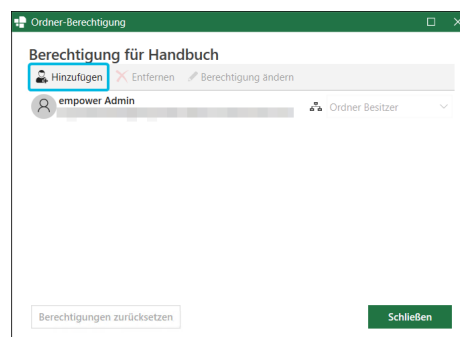 Ordner-Berechtigung
Berechtigung für Handbuch
Hinzufügen Entfernen Berechtigung ändern
empower Admin
Ordner Besitzer
Berechtigungen zurücksetzen Schließen